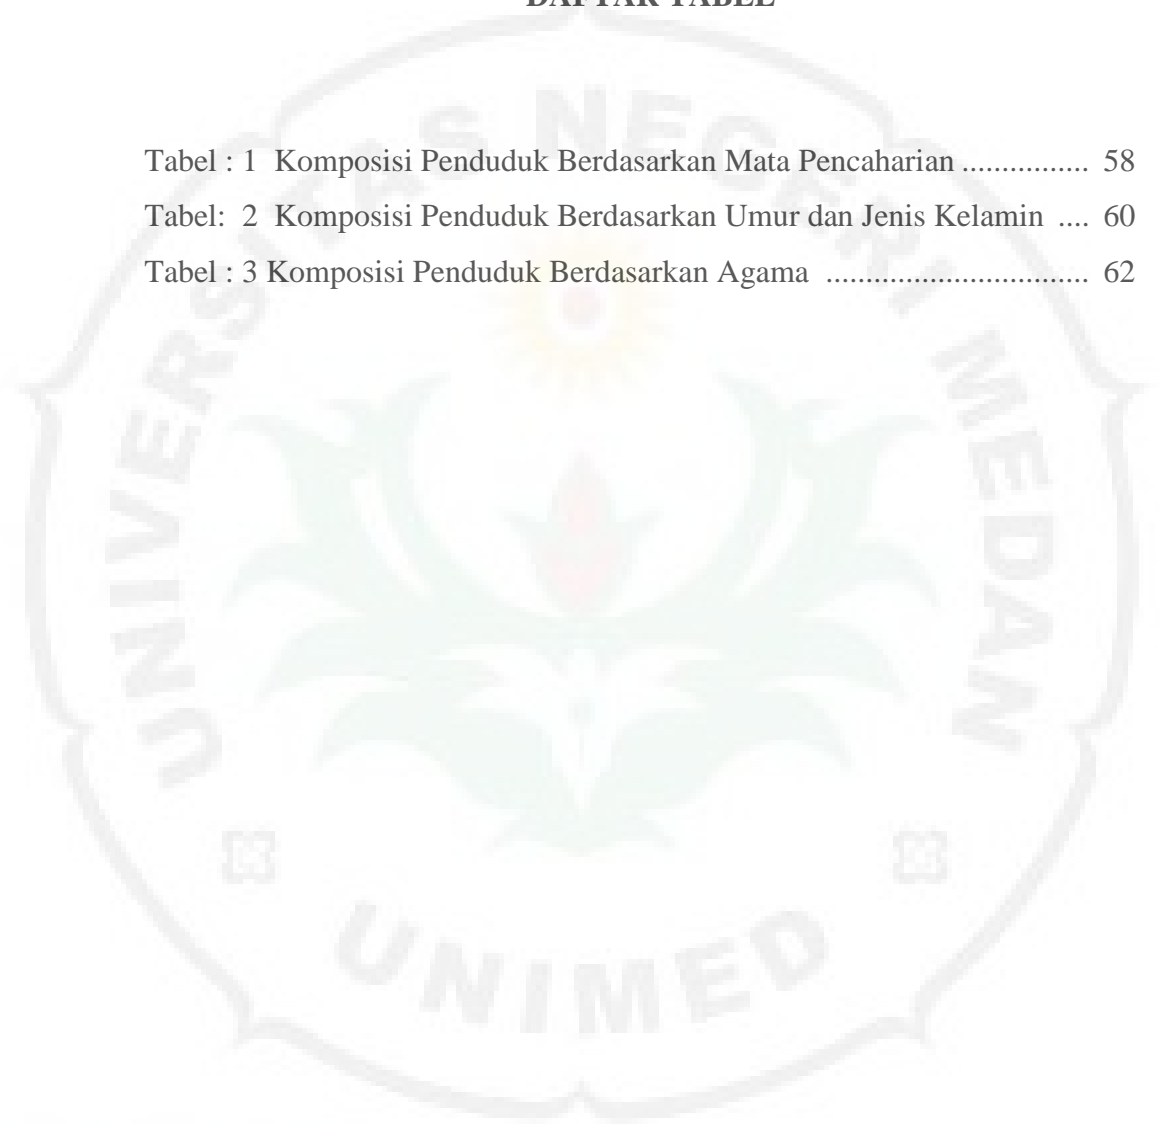 DAFTAR TABEL
Tabel : 1 Komposisi Penduduk Berdasarkan Mata Pencaharian ................ 58
Tabel: 2 Komposisi Penduduk Berdasarkan Umur dan Jenis Kelamin .... 60
Tabel : 3 Komposisi Penduduk Berdasarkan Agama ................................. 62
UNIVERSITAS NEGERI MEDAN
UNIMED